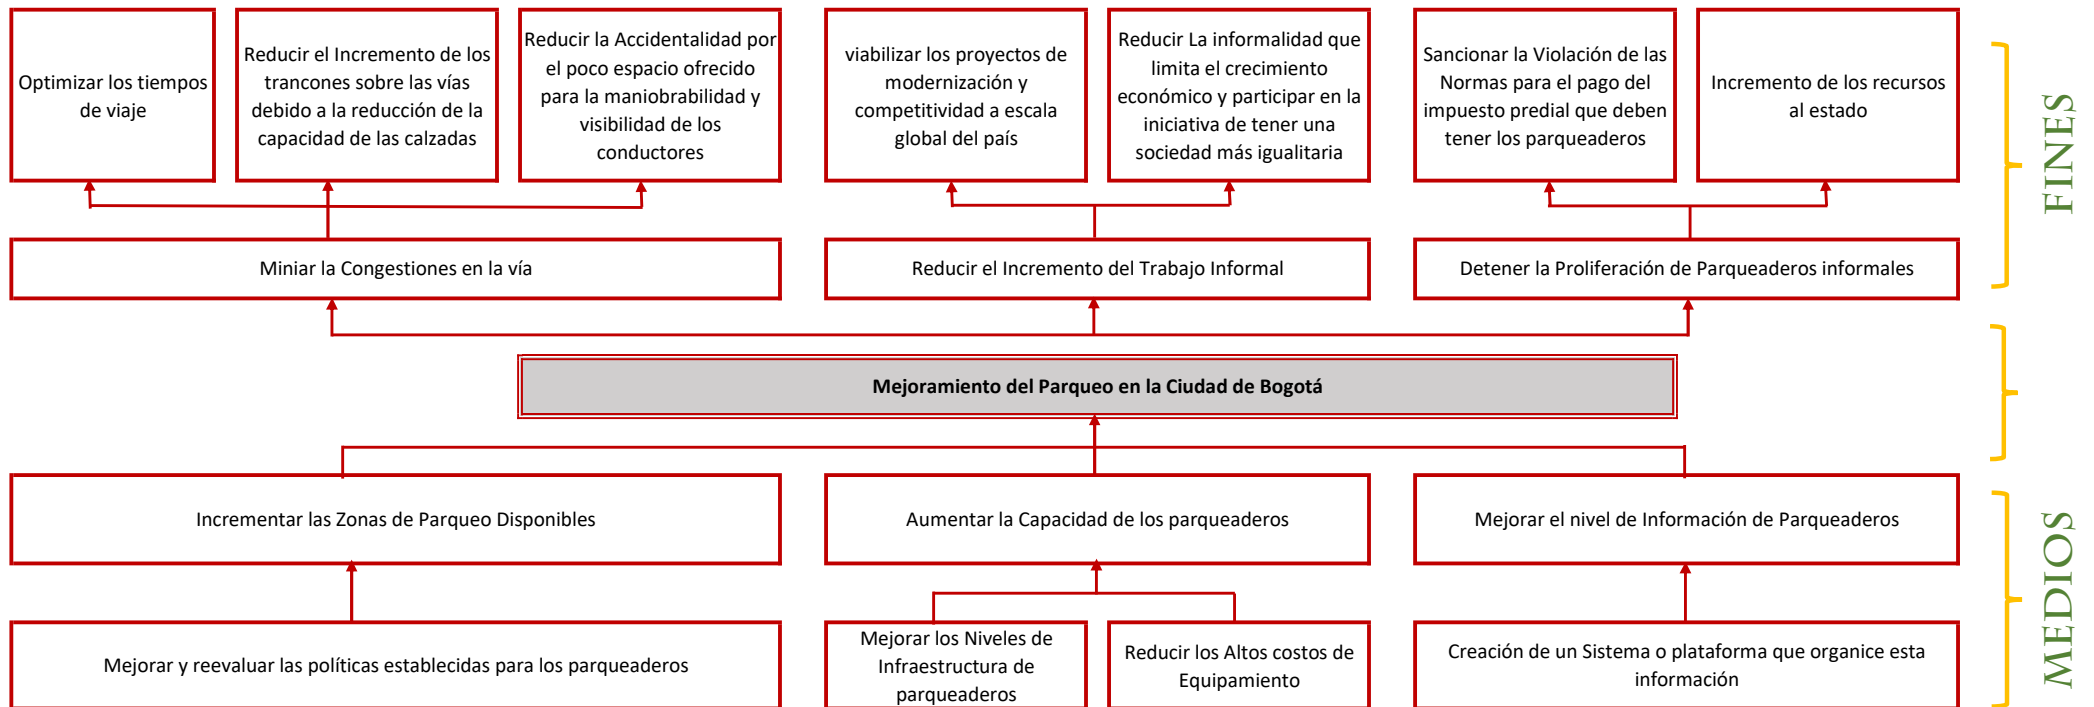 Optimizar los tiempos
de viaje
Reducir el Incremento de los
trancones sobre las vías
debido a la reducción de la
capacidad de las calzadas
Reducir la Accidentalidad por
el poco espacio ofrecido
para la maniobrabilidad y
visibilidad de los
conductores
viabilizar los proyectos de
modernización y
competitividad a escala
global del país
Reducir La informalidad que
limita el crecimiento
económico y participar en la
iniciativa de tener una
sociedad más igualitaria
Sancionar la Violación de las
Normas para el pago del
impuesto predial que deben
tener los parqueaderos
Incremento de los recursos
al estado
FINES
Miniar la Congestiones en la vía
Reducir el Incremento del Trabajo Informal
Detener la Proliferación de Parqueaderos informales
Mejoramiento del Parqueo en la Ciudad de Bogotá
Incrementar las Zonas de Parqueo Disponibles
Aumentar la Capacidad de los parqueaderos
Mejorar el nivel de Información de Parqueaderos
MEDIOS
Mejorar y reevaluar las políticas establecidas para los parqueaderos
Mejorar los Niveles de
Infraestructura de
parqueaderos
Reducir los Altos costos de
Equipamiento
Creación de un Sistema o plataforma que organice esta
información